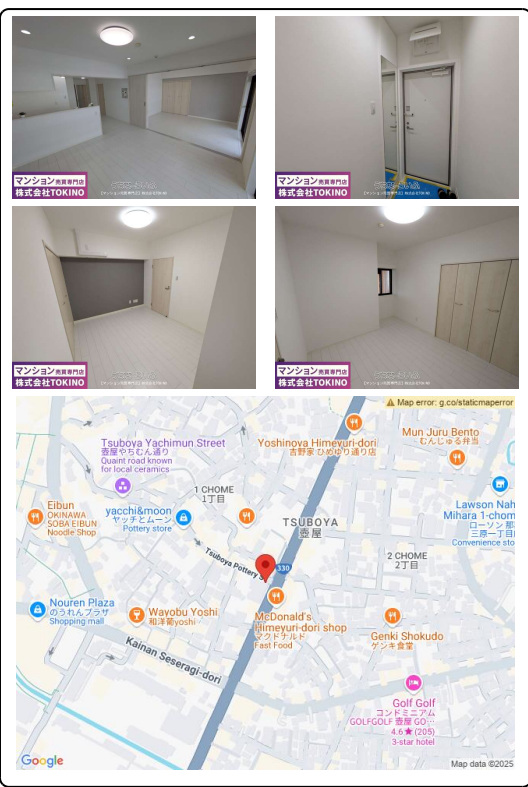 マンション売買専門店
株式会社TOKINO
マンション売買専門店
株式会社TOKINO
マンション売買専門店
株式会社TOKINO
マンション売買専門店
株式会社TOKINO
Map error: g.co/staticmaperror
Tsuboya Yachimun Street
壺屋やちむん通り
Quaint road known
for local ceramics
Yoshinoya Himeyuri-dori
吉野家 ひめゆり通り店
Mun Juru Bento
むんじゅる弁当
Eibun
OKINAWA
SOBA EIBUN
Noodle Shop
yacchi&moon
ヤッチとムーン
Pottery store
1 CHOME
1丁目
TSUBOYA
壺屋
Lawson Nah
Mihara 1-chom
ローソン 那
三原一丁目
Convenience sto
Tsuboya Pottery S
330
2 CHOME
2丁目
Nouren Plaza
のうれんプラザ
Shopping mall
Wayobu Yoshi
和洋葡yoshi
McDonald's
Himeyuri-dori shop
マクドナルド
Fast Food
Genki Shokudo
ゲンキ食堂
Kainan Seseragi-dori
Golf Golf
コンドミニアム
GOLFGOLF 壺屋 GO…
4.6★(205)
3-star hotel
Google
Map data ©2025